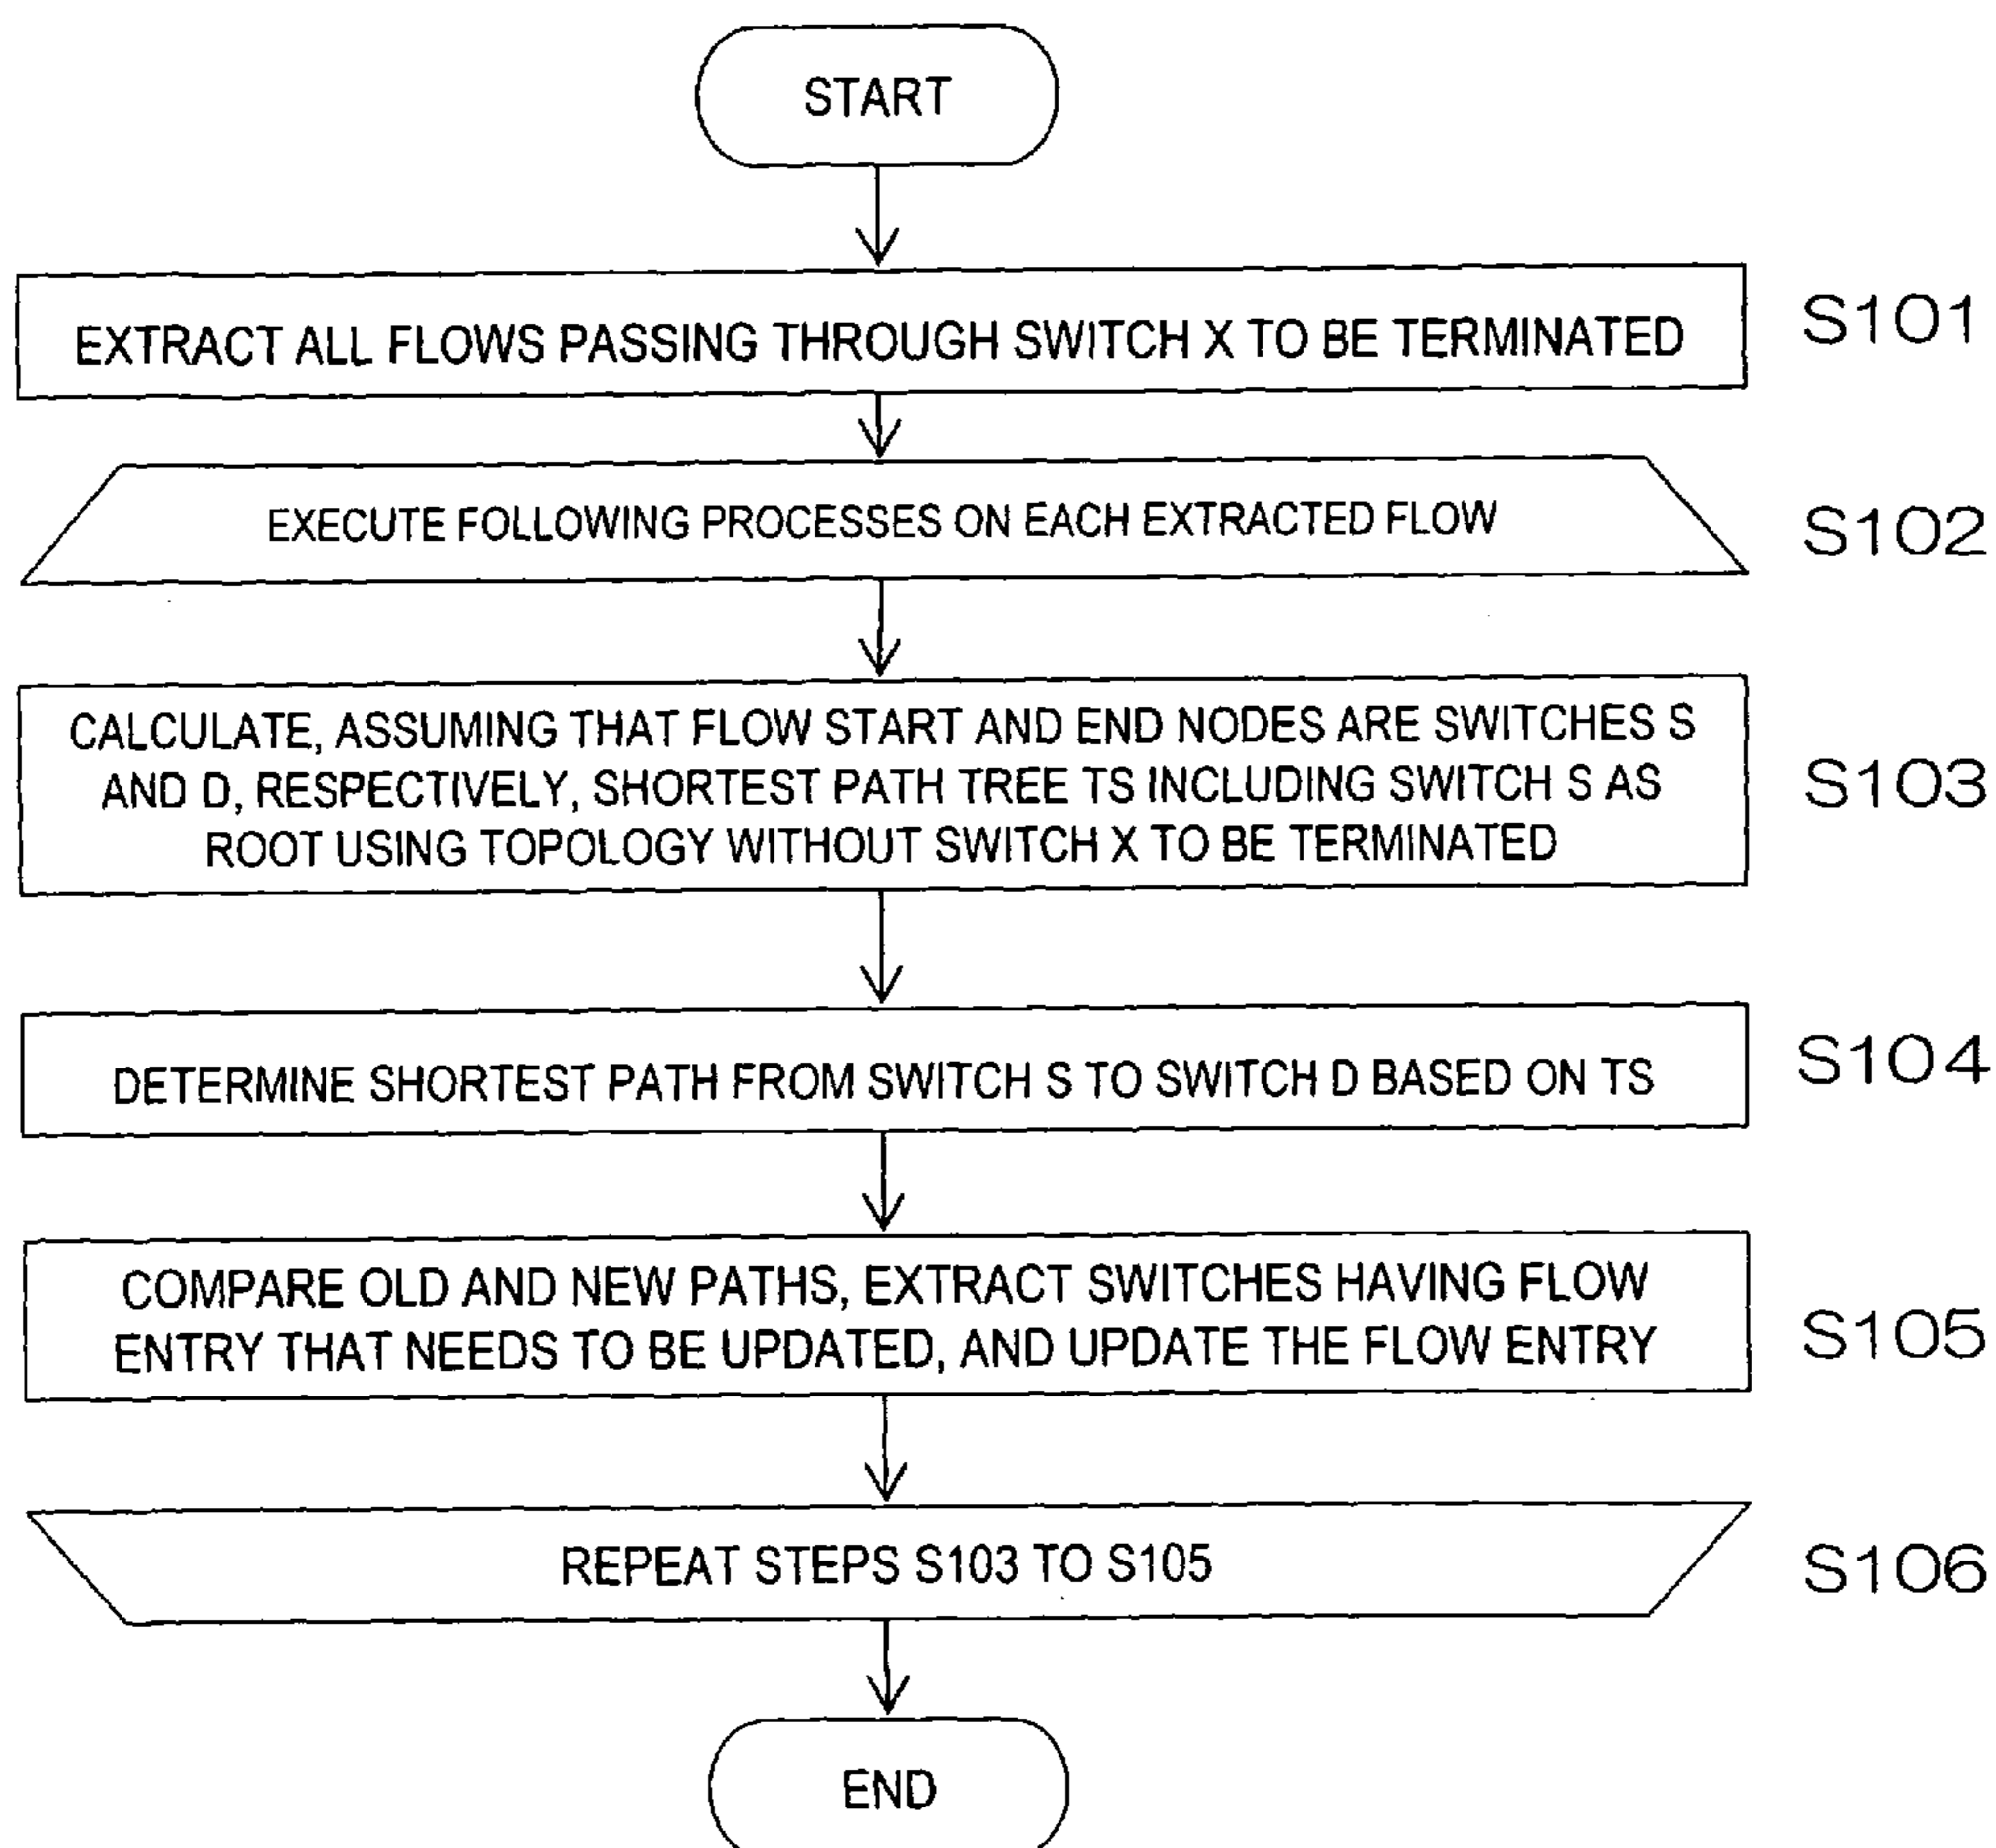 START
EXTRACT ALL FLOWS PASSING THROUGH SWITCH X TO BE TERMINATED
S101
EXECUTE FOLLOWING PROCESSES ON EACH EXTRACTED FLOW
S102
CALCULATE, ASSUMING THAT FLOW START AND END NODES ARE SWITCHES S
AND D, RESPECTIVELY, SHORTEST PATH TREE TS INCLUDING SWITCH S AS
ROOT USING TOPOLOGY WITHOUT SWITCH X TO BE TERMINATED
S103
DETERMINE SHORTEST PATH FROM SWITCH S TO SWITCH D BASED ON TS
S104
COMPARE OLD AND NEW PATHS, EXTRACT SWITCHES HAVING FLOW
ENTRY THAT NEEDS TO BE UPDATED, AND UPDATE THE FLOW ENTRY
S105
REPEAT STEPS S103 TO S105
S106
END